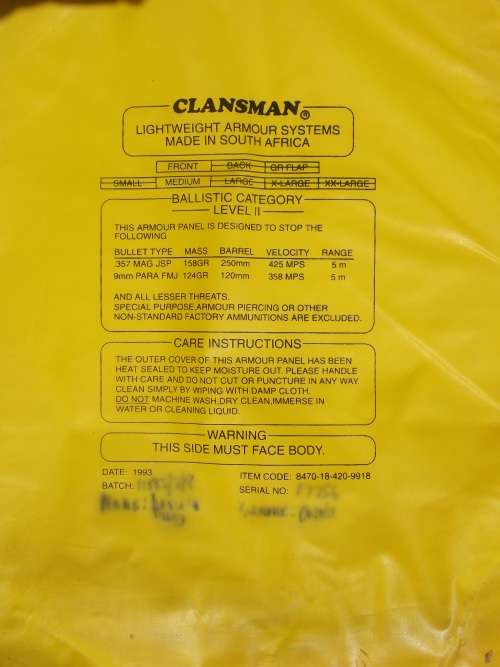 CLANSMAN®
LIGHTWEIGHT ARMOUR SYSTEMS
MADE IN SOUTH AFRICA
FRONT BACK GR FLAP
SMALL MEDIUM LARGE X-LARGE XX-LARGE
BALLISTIC CATEGORY
LEVEL II
THIS ARMOUR PANEL IS DESIGNED TO STOP THE
FOLLOWING
BULLET TYPE MASS BARREL VELOCITY RANGE
.357 MAG JSP 158GR 250mm 425 MPS 5 m
9mm PARA FMJ 124GR 120mm 358 MPS 5 m
AND ALL LESSER THREATS.
SPECIAL PURPOSE,ARMOUR PIERCING OR OTHER
NON-STANDARD FACTORY AMMUNITIONS ARE EXCLUDED.
CARE INSTRUCTIONS
THE OUTER COVER OF THIS ARMOUR PANEL HAS BEEN
HEAT SEALED TO KEEP MOISTURE OUT. PLEASE HANDLE
WITH CARE AND DO NOT CUT OR PUNCTURE IN ANY WAY.
CLEAN SIMPLY BY WIPING WITH DAMP CLOTH.
DO NOT MACHINE WASH,DRY CLEAN,IMMERSE IN
WATER OR CLEANING LIQUID.
WARNING
THIS SIDE MUST FACE BODY.
DATE: 1993 ITEM CODE: 8470-18-420-9918
BATCH: SERIAL NO: